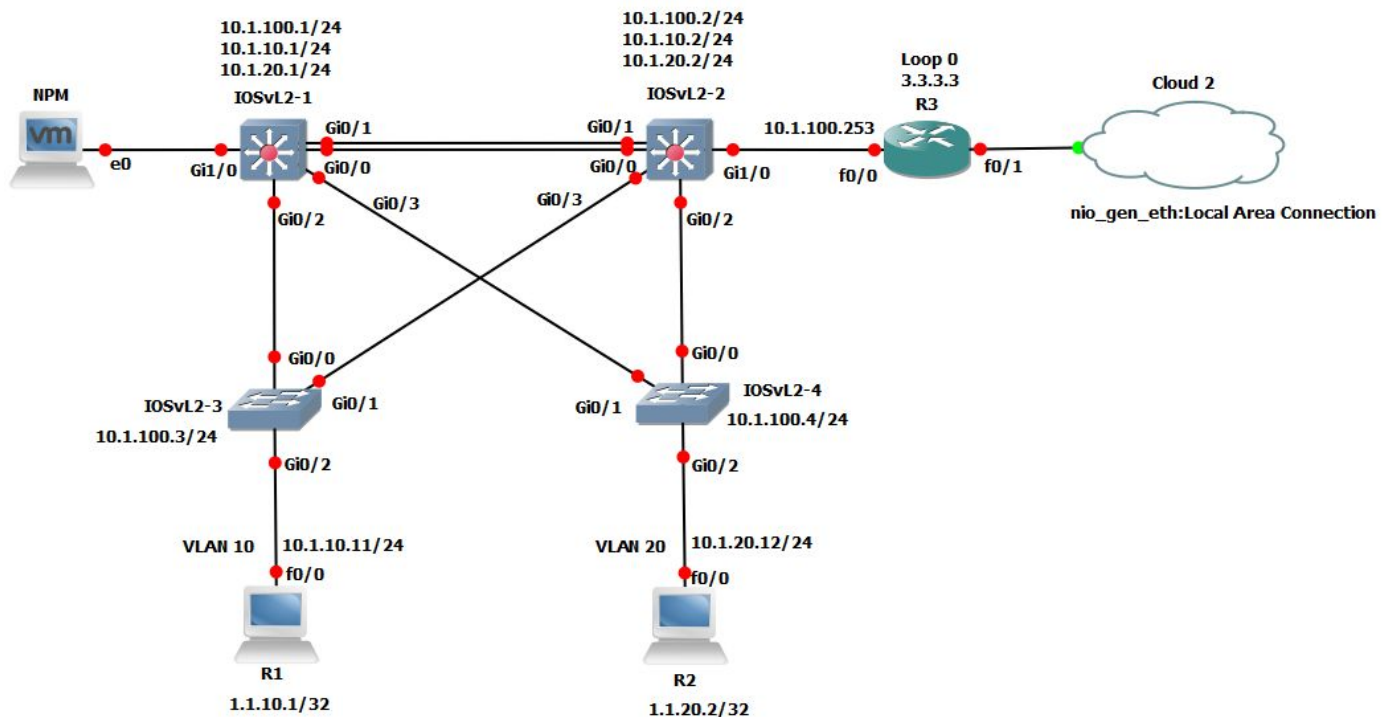 10.1.100.1/24
10.1.10.1/24
10.1.20.1/24
IOSvL2-1
10.1.100.2/24
10.1.10.2/24
10.1.20.2/24
IOSvL2-2
Loop 0
3.3.3.3
R3
Cloud 2
NPM
vm
e0
Gi1/0
Gi0/1
Gi0/0
Gi0/1
Gi0/0
10.1.100.253
Gi1/0
f0/0
f0/1
Gi0/2
Gi0/3
Gi0/3
Gi0/2
nio_gen_eth:Local Area Connection
Gi0/0
Gi0/0
IOSvL2-3
Gi0/1
Gi0/1
IOSvL2-4
10.1.100.3/24
10.1.100.4/24
Gi0/2
Gi0/2
VLAN 10
10.1.10.11/24
VLAN 20
10.1.20.12/24
f0/0
f0/0
R1
R2
1.1.10.1/32
1.1.20.2/32